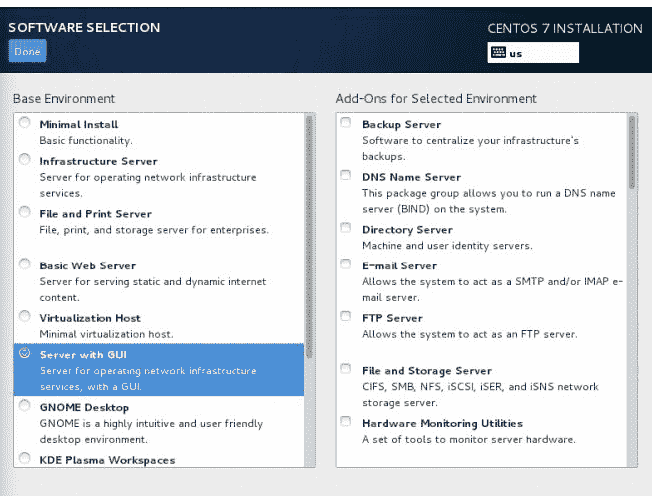 SOFTWARE SELECTION
CENTOS 7 INSTALLATION
Done
us
Base Environment
Minimal Install
Basic functionality.
Infrastructure Server
Server for operating network infrastructure
services.
File and Print Server
File, print, and storage server for enterprises.
Basic Web Server
Server for serving static and dynamic internet
content.
Virtualization Host
Minimal virtualization host.
Server with GUI
Server for operating network infrastructure
services, with a GUI.
GNOME Desktop
GNOME is a highly intuitive and user friendly
desktop environment.
KDE Plasma Workspaces
Add-Ons for Selected Environment
Backup Server
Software to centralize your infrastructure's
backups.
DNS Name Server
This package group allows you to run a DNS name
server (BIND) on the system.
Directory Server
Machine and user identity servers.
E-mail Server
Allows the system to act as a SMTP and/or IMAP e-
mail server.
FTP Server
Allows the system to act as an FTP server.
File and Storage Server
CIFS, SMB, NFS, iSCSI, iSER, and iSNS network
storage server.
Hardware Monitoring Utilities
A set of tools to monitor server hardware.